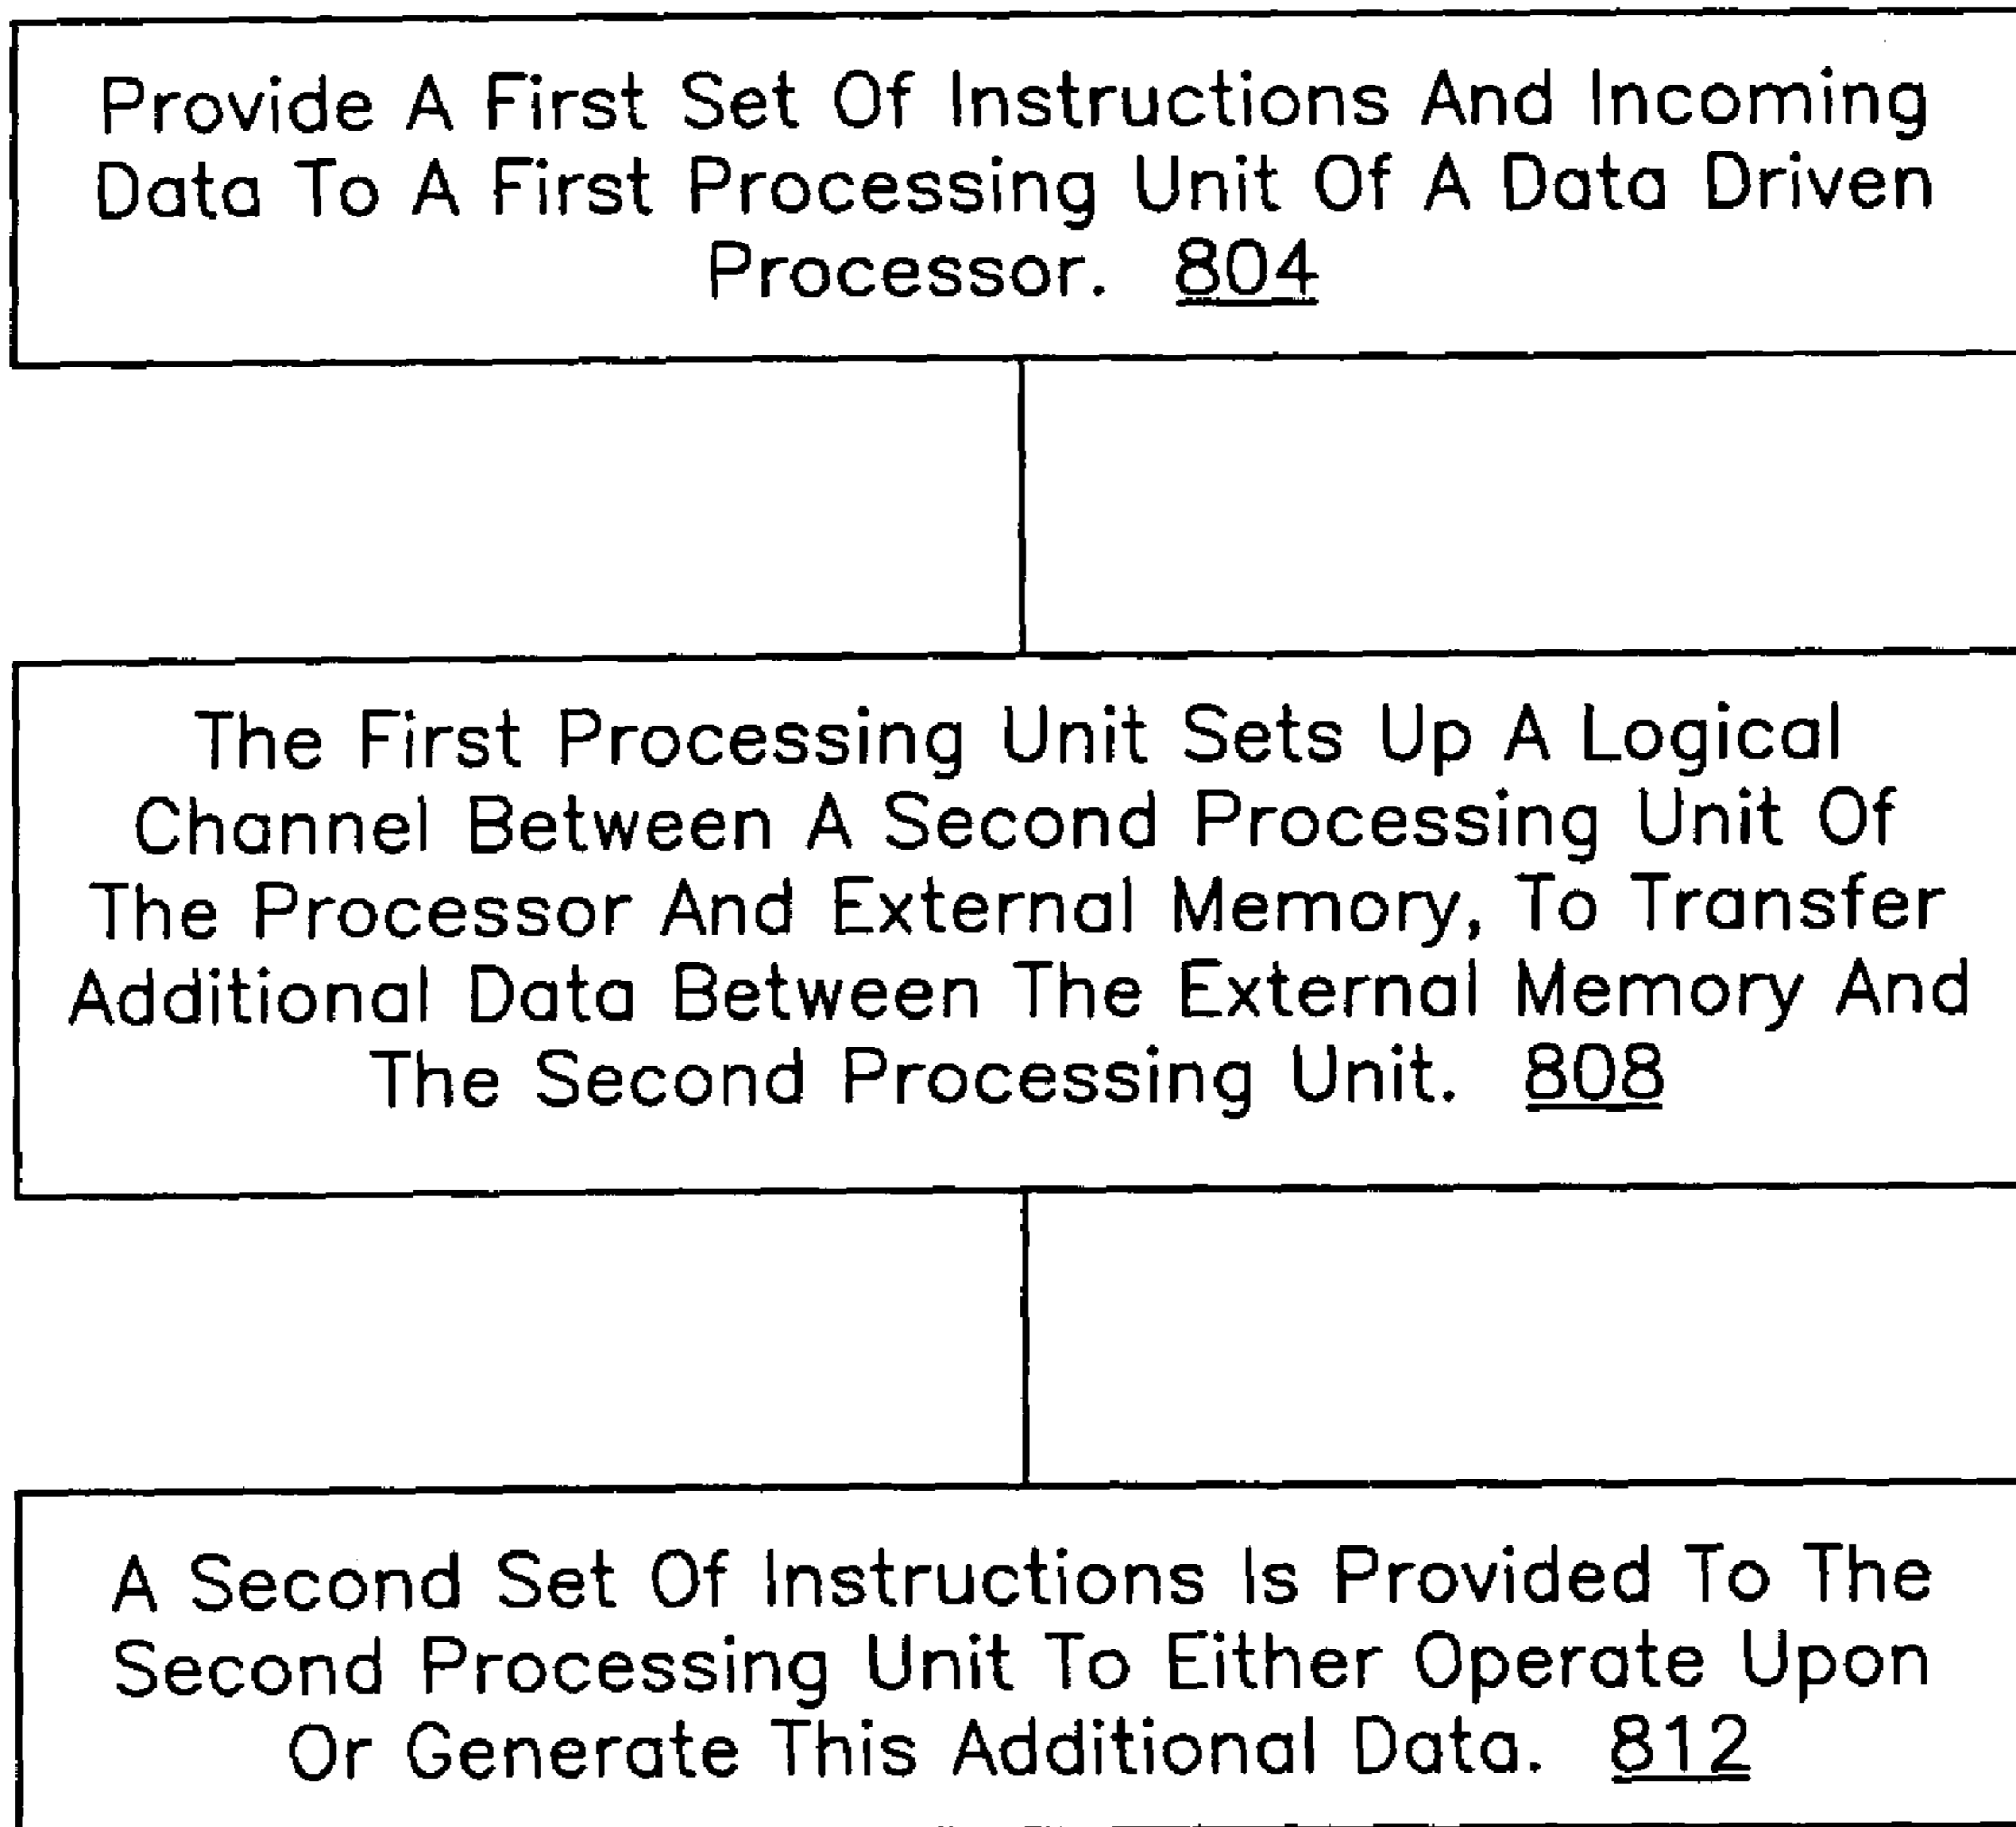 Provide A First Set Of Instructions And Incoming
Data To A First Processing Unit Of A Data Driven
Processor. 804
The First Processing Unit Sets Up A Logical
Channel Between A Second Processing Unit Of
The Processor And External Memory, To Transfer
Additional Data Between The External Memory And
The Second Processing Unit. 808
A Second Set Of Instructions Is Provided To The
Second Processing Unit To Either Operate Upon
Or Generate This Additional Data. 812